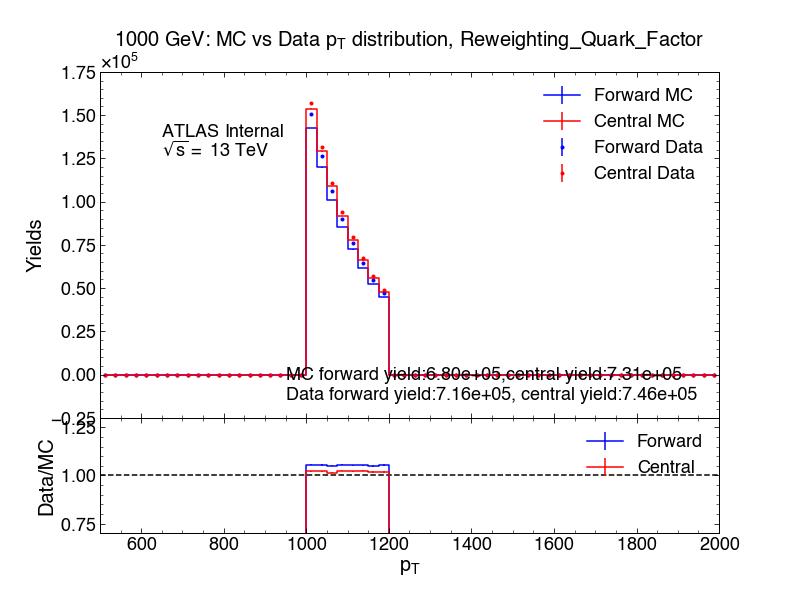 1000 GeV: MC vs Data pT distribution, Reweighting_Quark_Factor
×10⁵
1.75
1.50
1.25
1.00
0.75
0.50
0.25
0.00
Yields
ATLAS Internal
√s = 13 TeV
Forward MC
Central MC
Forward Data
Central Data
MC forward yield:6.80e+05,central yield:7.31e+05
Data forward yield:7.16e+05, central yield:7.46e+05
−0.25
1.25
1.00
0.75
Data/MC
Forward
Central
600 800 1000 1200 1400 1600 1800 2000
pT